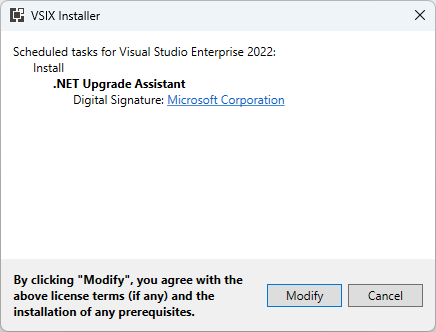 VSIX Installer
Scheduled tasks for Visual Studio Enterprise 2022:
Install
.NET Upgrade Assistant
Digital Signature: Microsoft Corporation
By clicking "Modify", you agree with the
above license terms (if any) and the
installation of any prerequisites.
Modify
Cancel